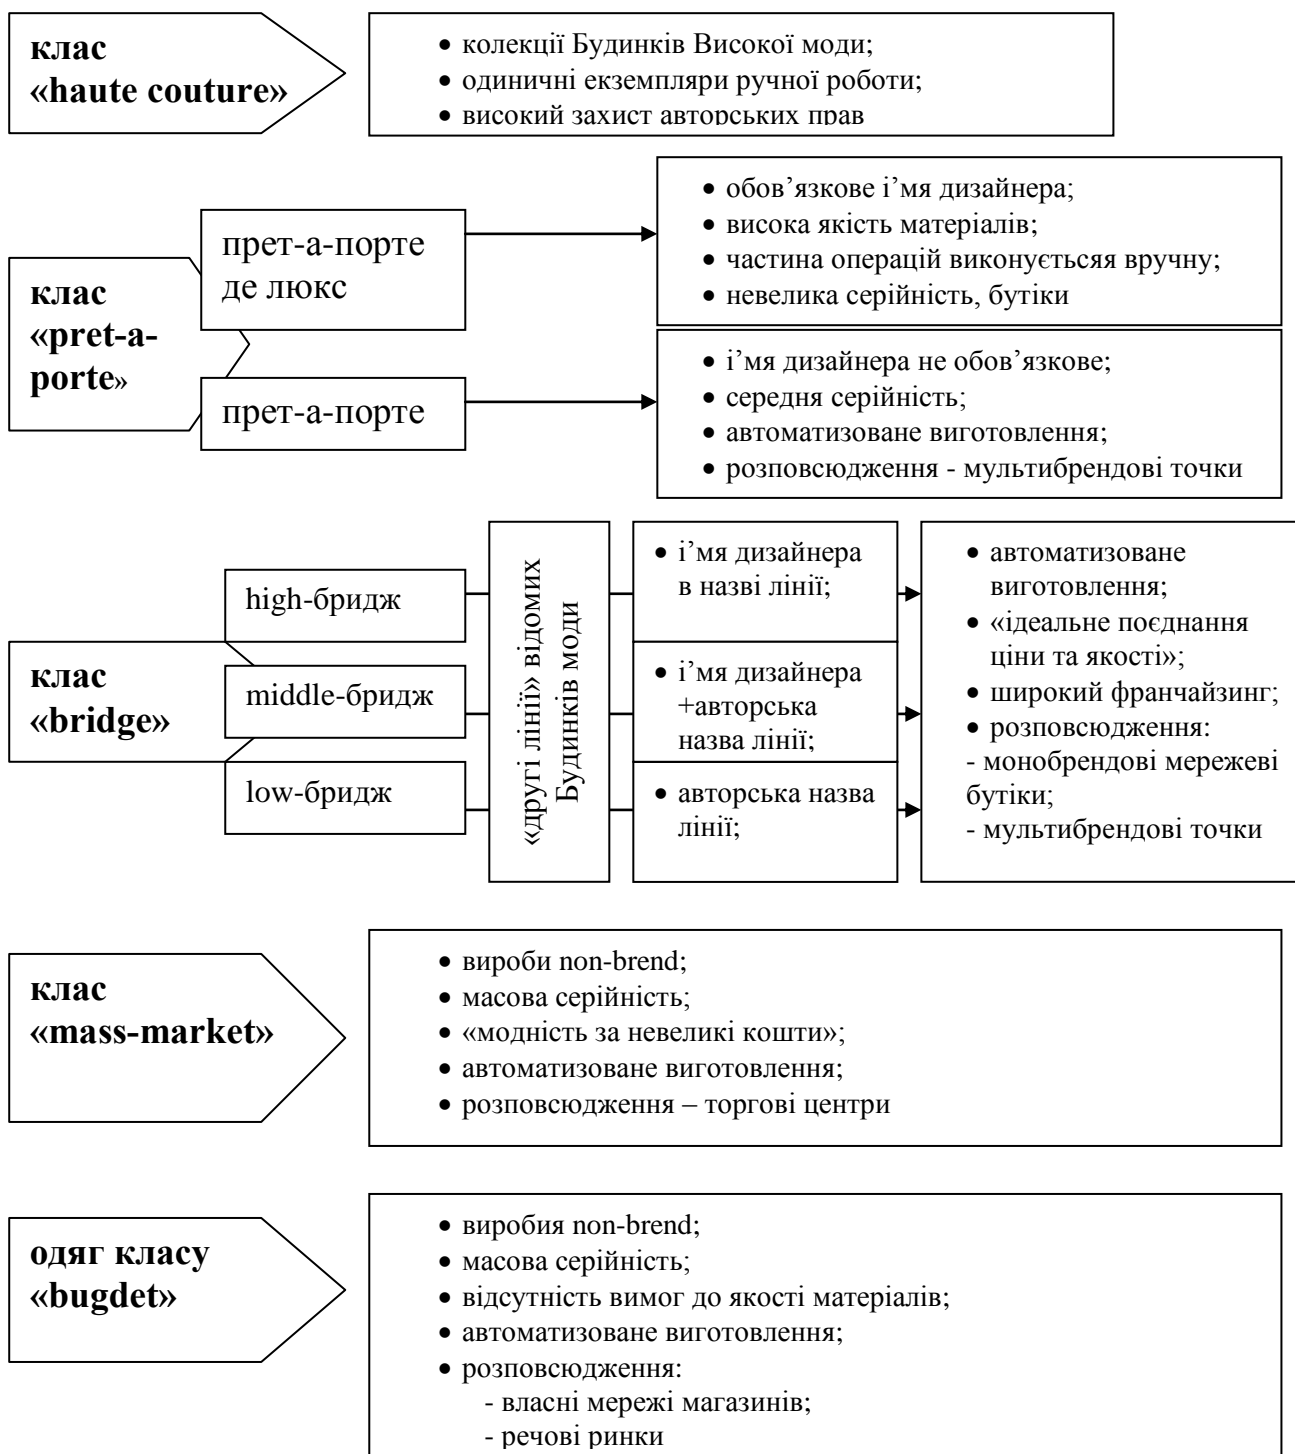 клас
«haute couture»
• колекції Будинків Високої моди;
• одиничні екземпляри ручної роботи;
• високий захист авторських прав
клас
«pret-a-
porte»
прет-а-порте
де люкс
• обов’язкове і’мя дизайнера;
• висока якість матеріалів;
• частина операцій виконуєтьсяя вручну;
• невелика серійність, бутіки
прет-а-порте
• і’мя дизайнера не обов’язкове;
• середня серійність;
• автоматизоване виготовлення;
• розповсюдження - мультибрендові точки
клас
«bridge»
high-бридж
middle-бридж
low-бридж
«другі лінії» відомих
Будинків моди
• і’мя дизайнера
в назві лінії;
• і’мя дизайнера
+авторська
назва лінії;
• авторська назва
лінії;
• автоматизоване
виготовлення;
• «ідеальне поєднання
ціни та якості»;
• широкий франчайзинг;
• розповсюдження:
- монобрендові мережеві
бутіки;
- мультибрендові точки
клас
«mass-market»
• вироби non-brend;
• масова серійність;
• «модність за невеликі кошти»;
• автоматизоване виготовлення;
• розповсюдження – торгові центри
одяг класу
«bugdet»
• виробия non-brend;
• масова серійність;
• відсутність вимог до якості матеріалів;
• автоматизоване виготовлення;
• розповсюдження:
- власні мережі магазинів;
- речові ринки